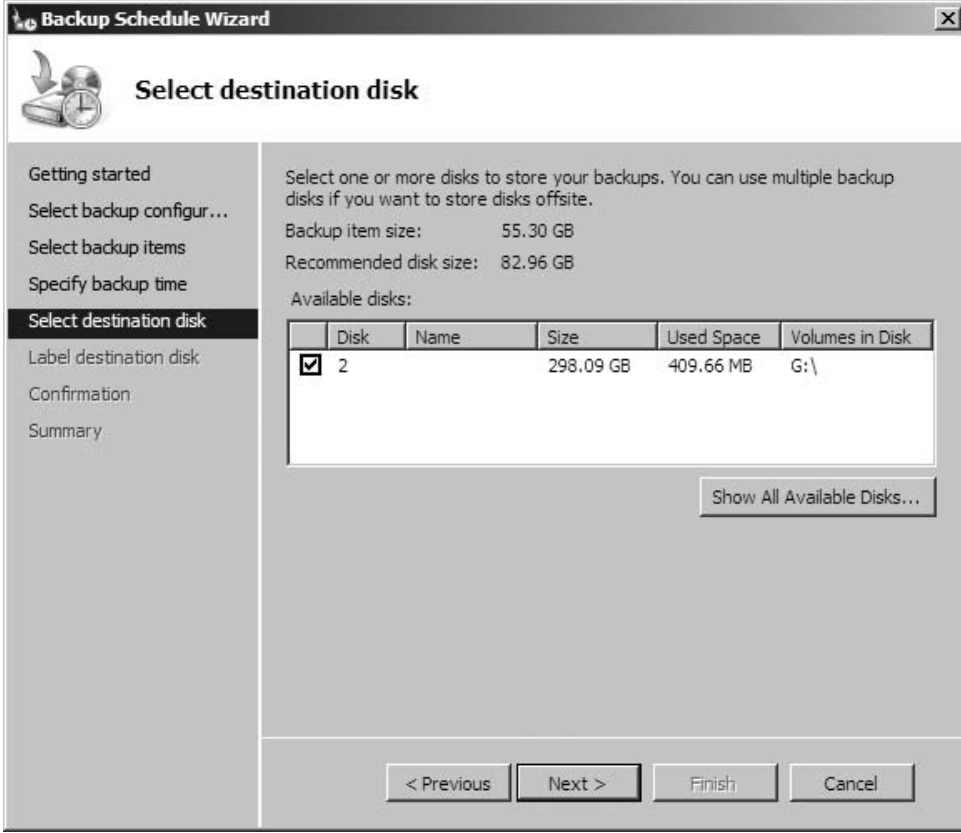 Backup Schedule Wizard
Select destination disk
Getting started
Select backup configur...
Select backup items
Specify backup time
Select destination disk
Label destination disk
Confirmation
Summary
Select one or more disks to store your backups. You can use multiple backup
disks if you want to store disks offsite.
Backup item size: 55.30 GB
Recommended disk size: 82.96 GB
Available disks:
Disk Name Size Used Space Volumes in Disk
2 298.09 GB 409.66 MB G:\
Show All Available Disks...
< Previous Next > Finish Cancel